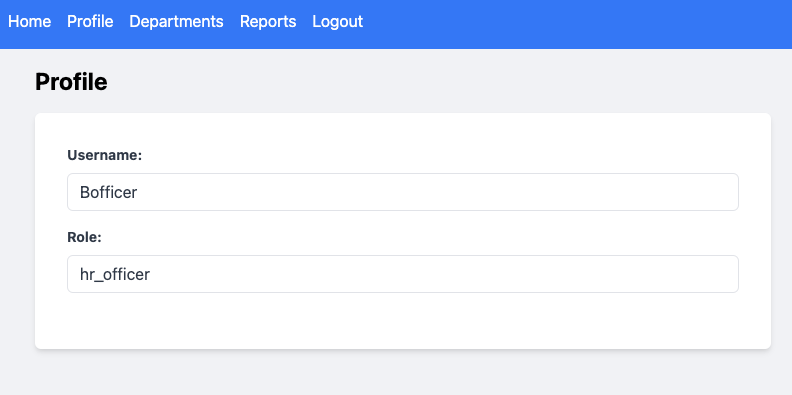 Home Profile Departments Reports Logout
Profile
Username:
Bofficer
Role:
hr_officer